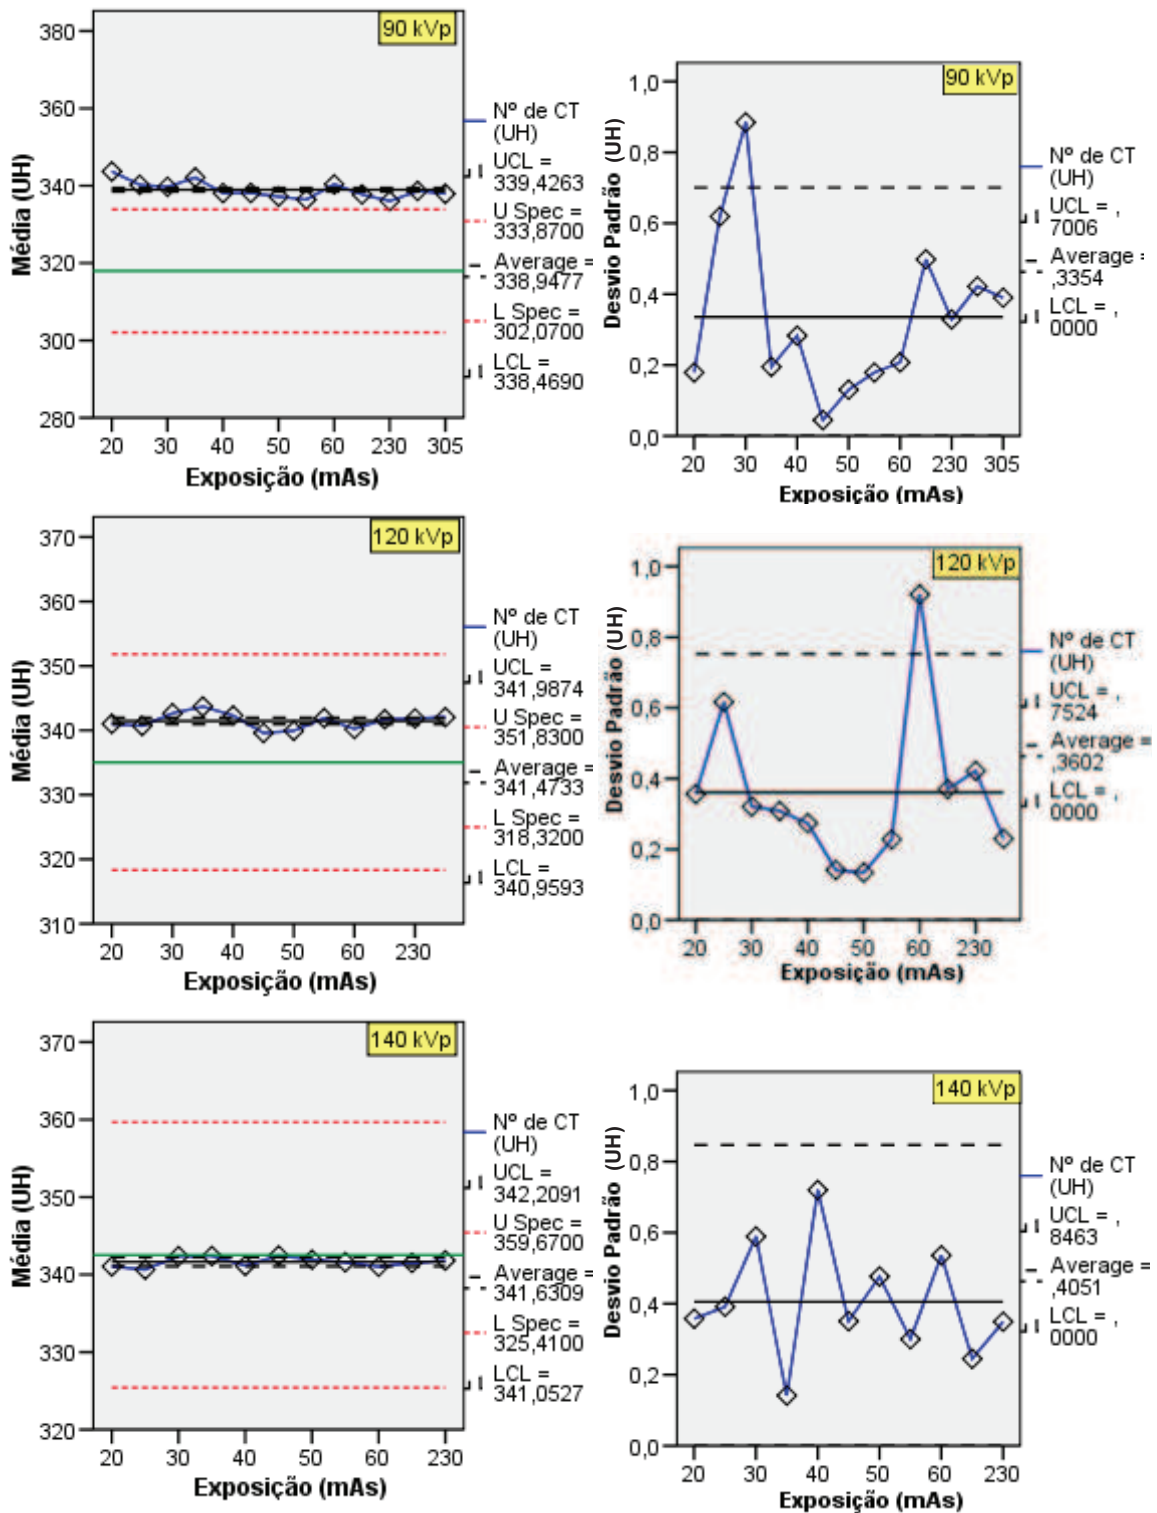 90 kVp
380
360
340
320
300
280
Média (UH)
20 30 40 50 60 230 305
Exposição (mAs)
Nº de CT
(UH)
UCL =
339,4263
U Spec =
333,8700
Average =
338,9477
L Spec =
302,0700
LCL =
338,4690
90 kVp
1,0
0,8
0,6
0,4
0,2
0,0
Desvio Padrão (UH)
20 30 40 50 60 230 305
Exposição (mAs)
Nº de CT
(UH)
UCL = ,
7006
Average =
,3354
LCL = ,
0000
120 kVp
370
360
350
340
330
320
310
Média (UH)
20 30 40 50 60 230
Exposição (mAs)
Nº de CT
(UH)
UCL =
341,9874
U Spec =
351,8300
Average =
341,4733
L Spec =
318,3200
LCL =
340,9593
120 kVp
1,0
0,8
0,6
0,4
0,2
0,0
Desvio Padrão (UH)
20 30 40 50 60 230
Exposição (mAs)
Nº de CT
(UH)
UCL = ,
7524
Average =
,3602
LCL = ,
0000
140 kVp
370
360
350
340
330
320
Média (UH)
20 30 40 50 60 230
Exposição (mAs)
Nº de CT
(UH)
UCL =
342,2091
U Spec =
359,6700
Average =
341,6309
L Spec =
325,4100
LCL =
341,0527
140 kVp
1,0
0,8
0,6
0,4
0,2
0,0
Desvio Padrão (UH)
20 30 40 50 60 230
Exposição (mAs)
Nº de CT
(UH)
UCL = ,
8463
Average =
,4051
LCL = ,
0000